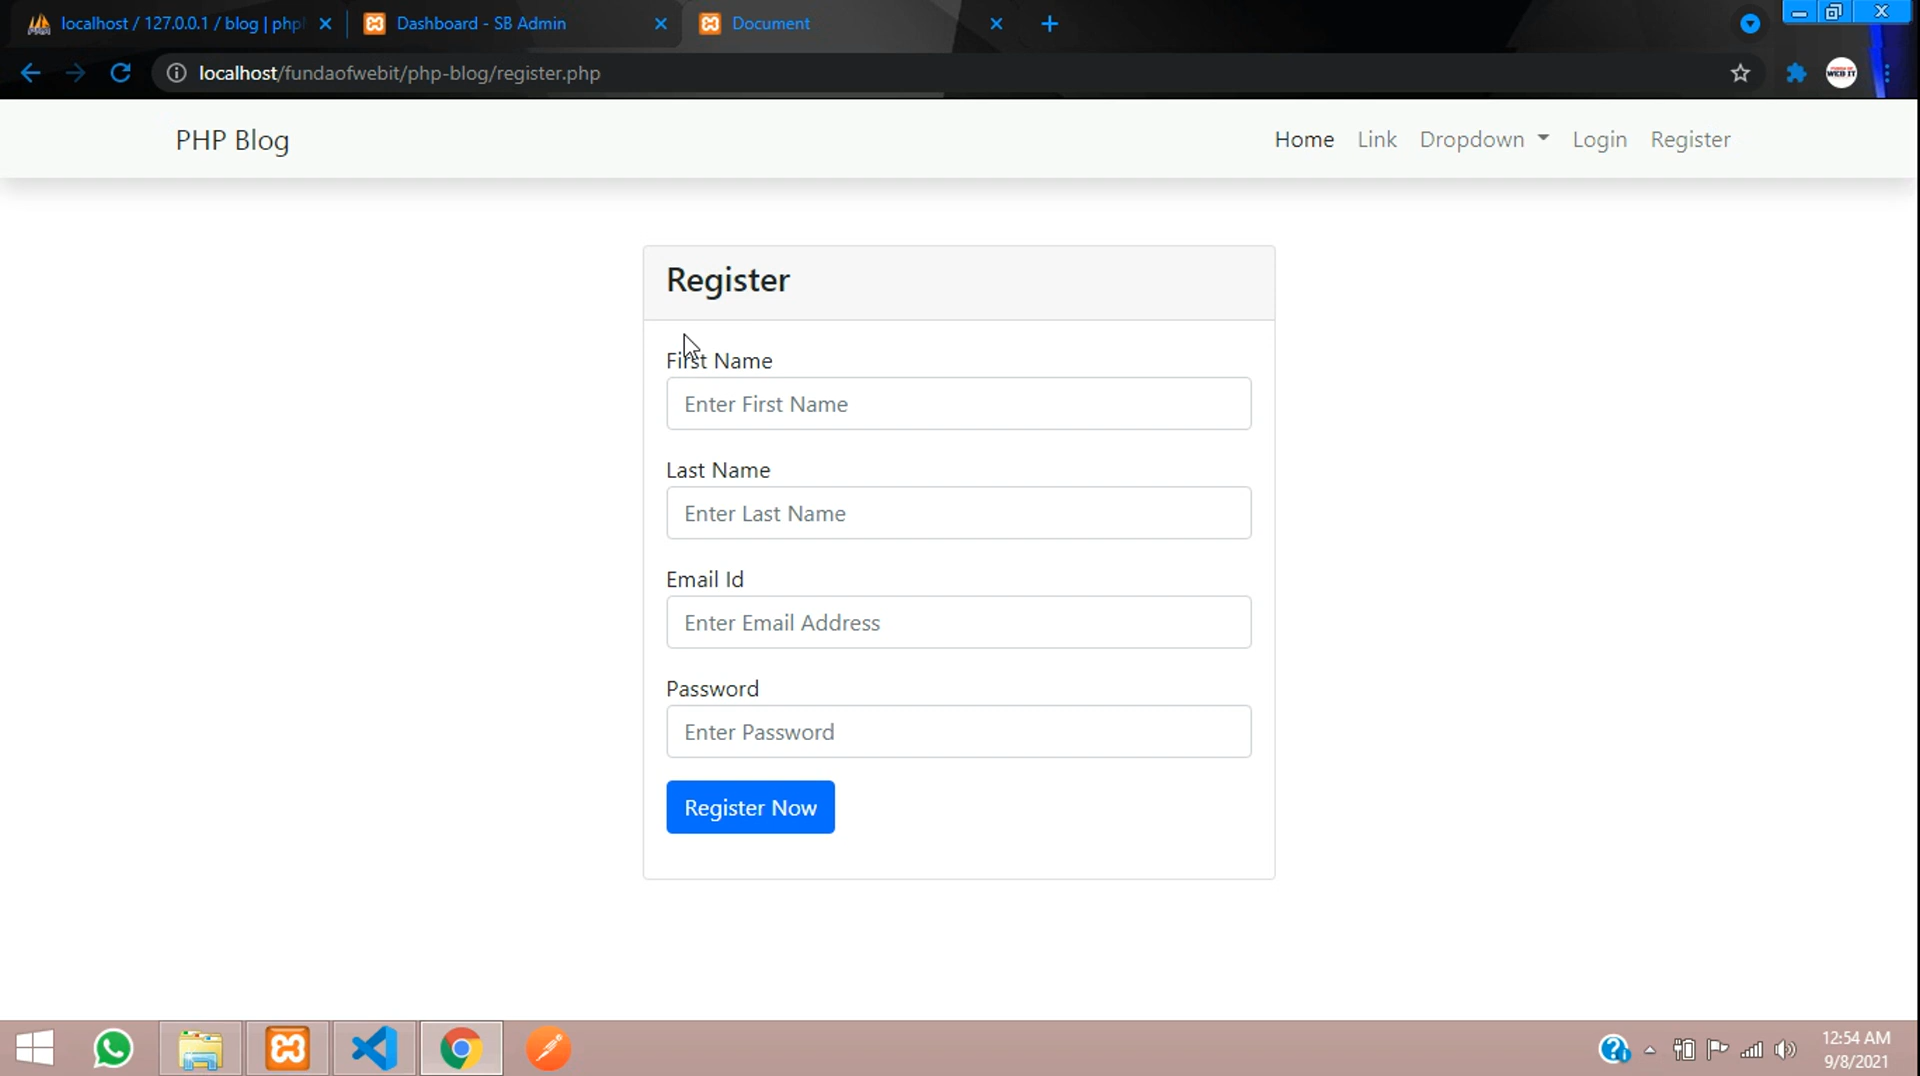 localhost / 127.0.0.1 / blog | php
Dashboard - SB Admin
Document
localhost/fundaofwebit/php-blog/register.php
WEB IT
PHP Blog
Home
Link
Dropdown
Login
Register
Register
First Name
Enter First Name
Last Name
Enter Last Name
Email Id
Enter Email Address
Password
Enter Password
Register Now
12:54 AM
9/8/2021